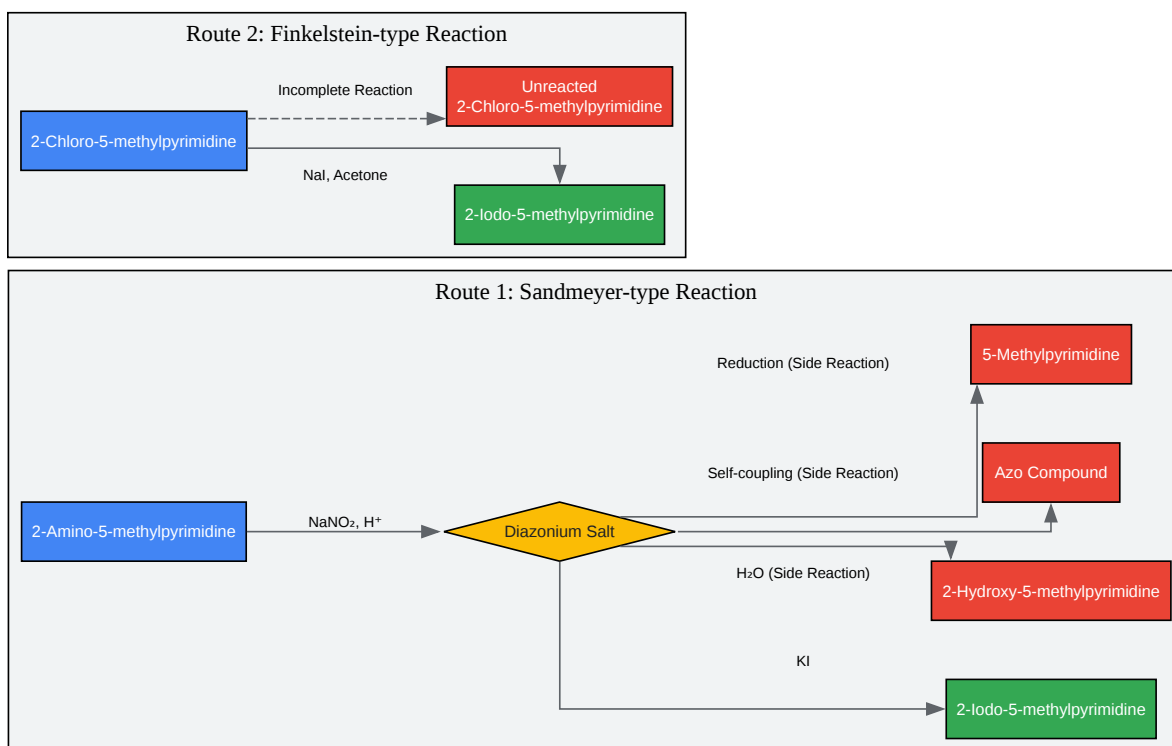 Route 2: Finkelstein-type Reaction
Incomplete Reaction
Unreacted
2-Chloro-5-methylpyrimidine
2-Chloro-5-methylpyrimidine
NaI, Acetone
2-Iodo-5-methylpyrimidine
Route 1: Sandmeyer-type Reaction
Reduction (Side Reaction)
5-Methylpyrimidine
Self-coupling (Side Reaction)
Azo Compound
2-Amino-5-methylpyrimidine
NaNO₂, H⁺
Diazonium Salt
H₂O (Side Reaction)
2-Hydroxy-5-methylpyrimidine
KI
2-Iodo-5-methylpyrimidine